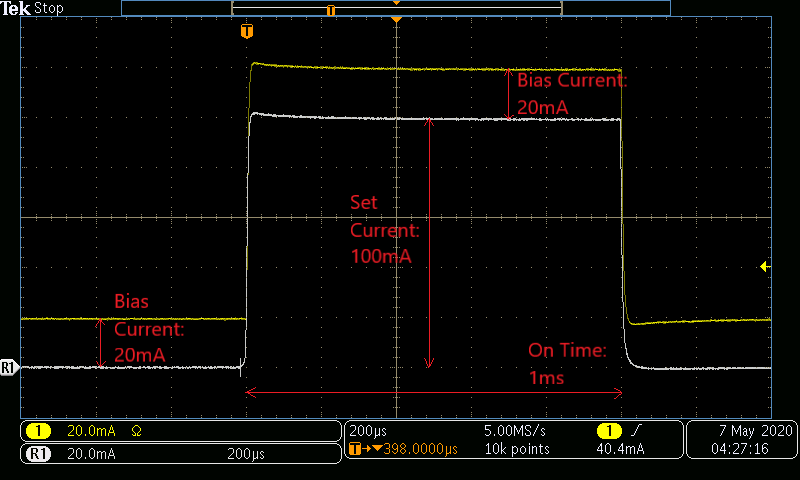 Tek Stop
T
T
Bias Current:
20mA
Set
Current:
100mA
Bias
Current:
20mA
On Time:
1ms
R1
1 20.0mA Ω
200µs 5.00MS/s 1 40.4mA
T→▼398.0000µs 10k points
7 May 2020
04:27:16
R1 20.0mA 200µs